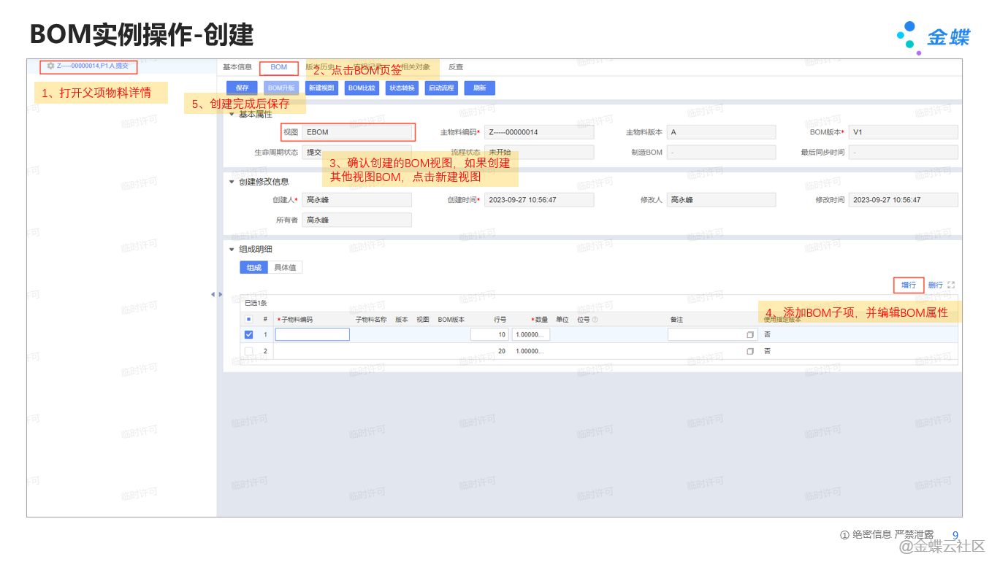 BOM实例操作-创建
金蝶
Z-----00000014,P1,A,提交
1、打开父项物料详情
基本信息 BOM 版本历史 流程记录 相关对象 反查
2、点击BOM页签
保存 BOM升版 新建视图 BOM比较 状态转换 启动流程 刷新
5、创建完成后保存
基本属性
视图 EBOM 主物料编码* Z-----00000014 主物料版本 A BOM版本* V1
生命周期状态 提交 流程状态 未开始 制造BOM - 最后同步时间 -
3、确认创建的BOM视图，如果创建
其他视图BOM，点击新建视图
创建修改信息
创建人* 高永峰 创建时间* 2023-09-27 10:56:47 修改人 高永峰 修改时间 2023-09-27 10:56:47
所有者 高永峰
组成明细
组成 具体值
增行 删行
已选1条
4、添加BOM子项，并编辑BOM属性
# *子物料编码 子物料名称 版本 视图 BOM版本 行号 *数量 单位 位号 备注 使用指定版本
1 10 1.00000... 否
2 20 1.00000... 否
临时许可
① 绝密信息 严禁泄露 9
@金蝶云社区